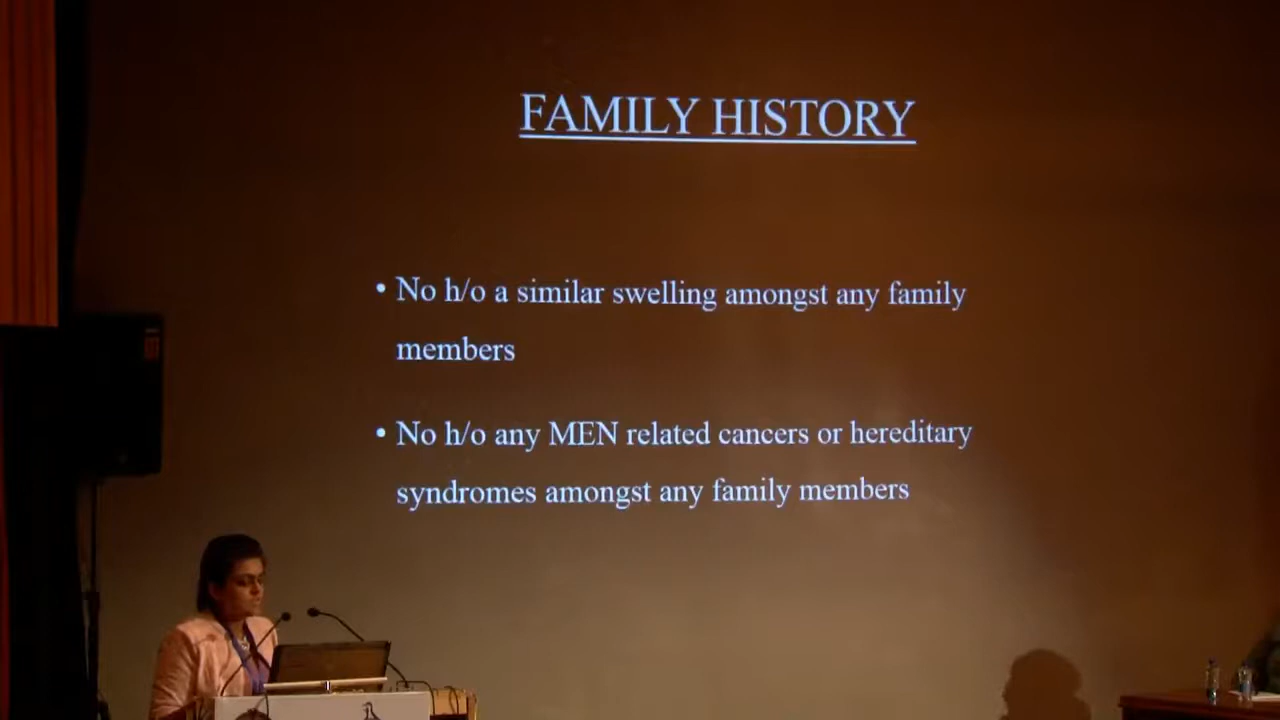 FAMILY HISTORY
• No h/o a similar swelling amongst any family
members
• No h/o any MEN related cancers or hereditary
syndromes amongst any family members